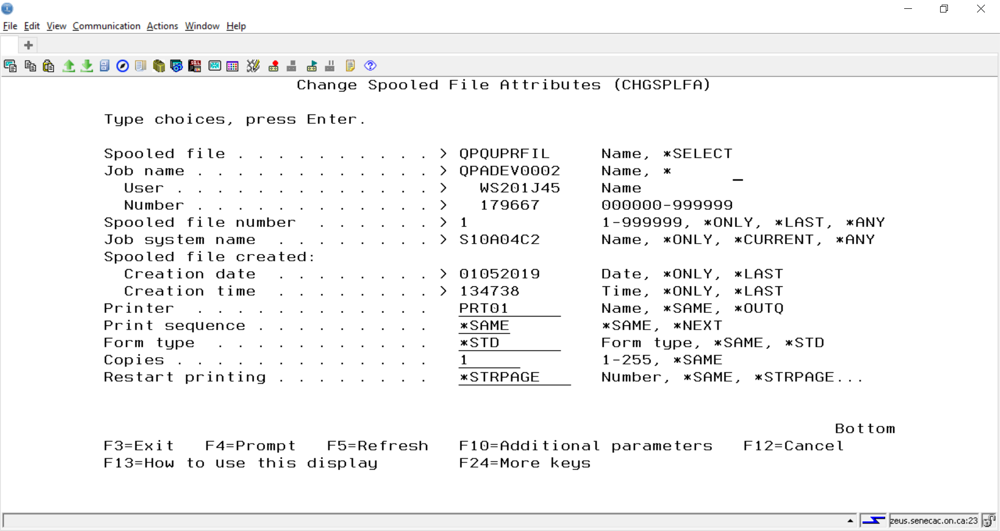 File Edit View Communication Actions Window Help
Change Spooled File Attributes (CHGSPLFA)
Type choices, press Enter.
Spooled file . . . . . . . . . . > QPQUPRFIL Name, *SELECT
Job name . . . . . . . . . . . . > QPADEV0002 Name, *
User . . . . . . . . . . . . . > WS201J45 Name
Number . . . . . . . . . . . . > 179667 000000-999999
Spooled file number . . . . . . > 1 1-999999, *ONLY, *LAST, *ANY
Job system name . . . . . . . . > S10A04C2 Name, *ONLY, *CURRENT, *ANY
Spooled file created:
Creation date . . . . . . . . > 01052019 Date, *ONLY, *LAST
Creation time . . . . . . . . > 134738 Time, *ONLY, *LAST
Printer . . . . . . . . . . . . PRT01 Name, *SAME, *OUTQ
Print sequence . . . . . . . . . *SAME *SAME, *NEXT
Form type . . . . . . . . . . . *STD Form type, *SAME, *STD
Copies . . . . . . . . . . . . . 1 1-255, *SAME
Restart printing . . . . . . . . *STRPAGE Number, *SAME, *STRPAGE...
Bottom
F3=Exit F4=Prompt F5=Refresh F10=Additional parameters F12=Cancel
F13=How to use this display F24=More keys
zeus.senecac.on.ca:23